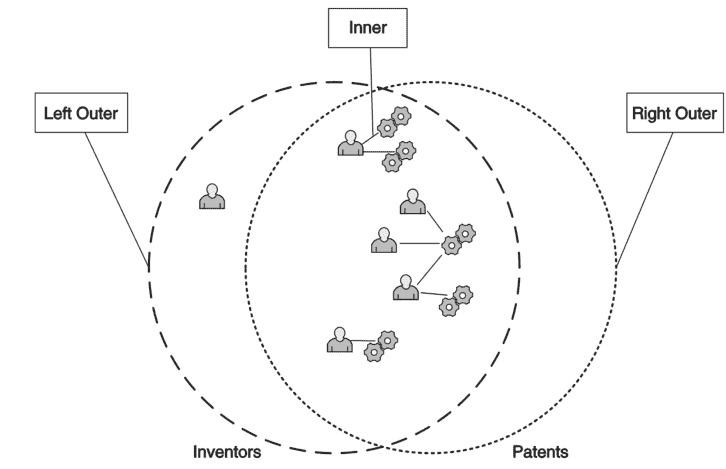 Inner
Left Outer
Right Outer
Inventors
Patents